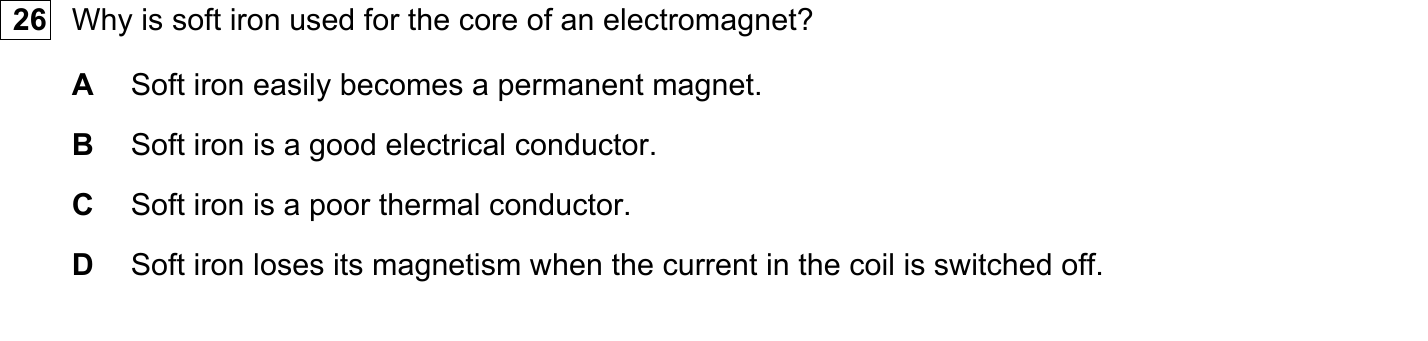 26 Why is soft iron used for the core of an electromagnet?
A Soft iron easily becomes a permanent magnet.
B Soft iron is a good electrical conductor.
C Soft iron is a poor thermal conductor.
D Soft iron loses its magnetism when the current in the coil is switched off.